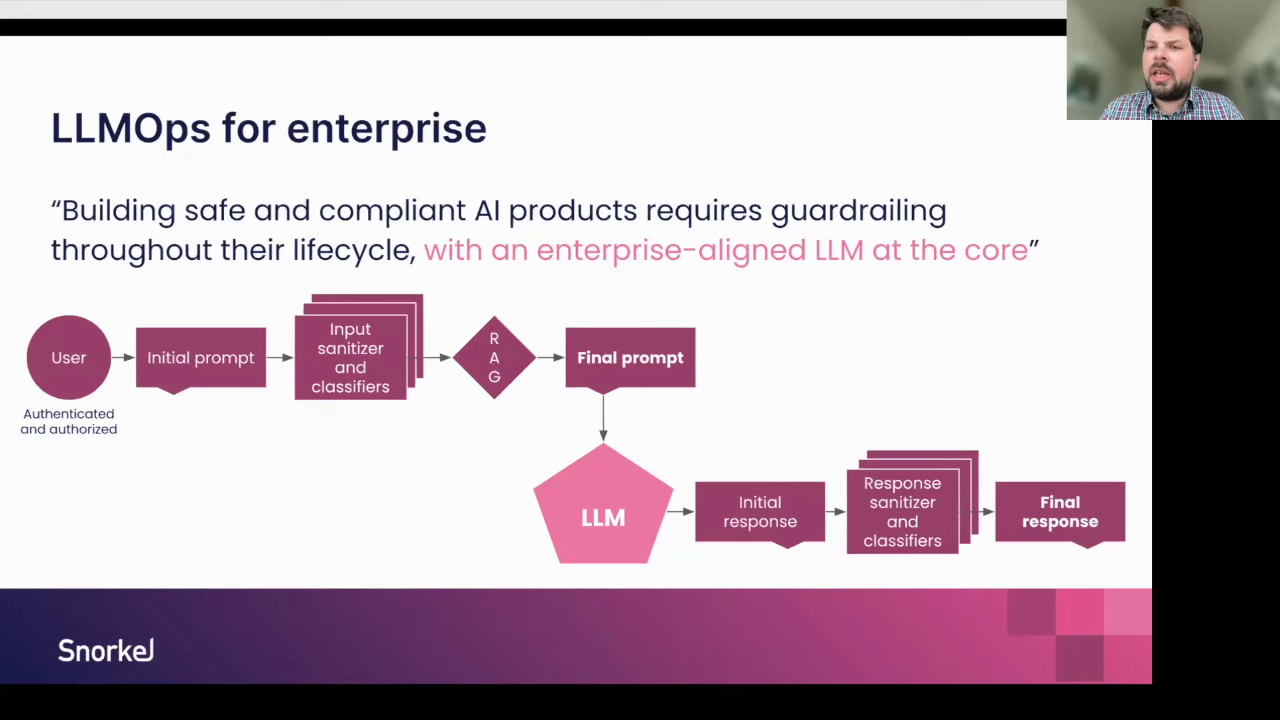 LLMOps for enterprise
“Building safe and compliant AI products requires guardrailing
throughout their lifecycle, with an enterprise-aligned LLM at the core”
User
Authenticated
and authorized
Initial prompt
Input
sanitizer
and
classifiers
R
A
G
Final prompt
LLM
Initial
response
Response
sanitizer
and
classifiers
Final
response
Snorkel